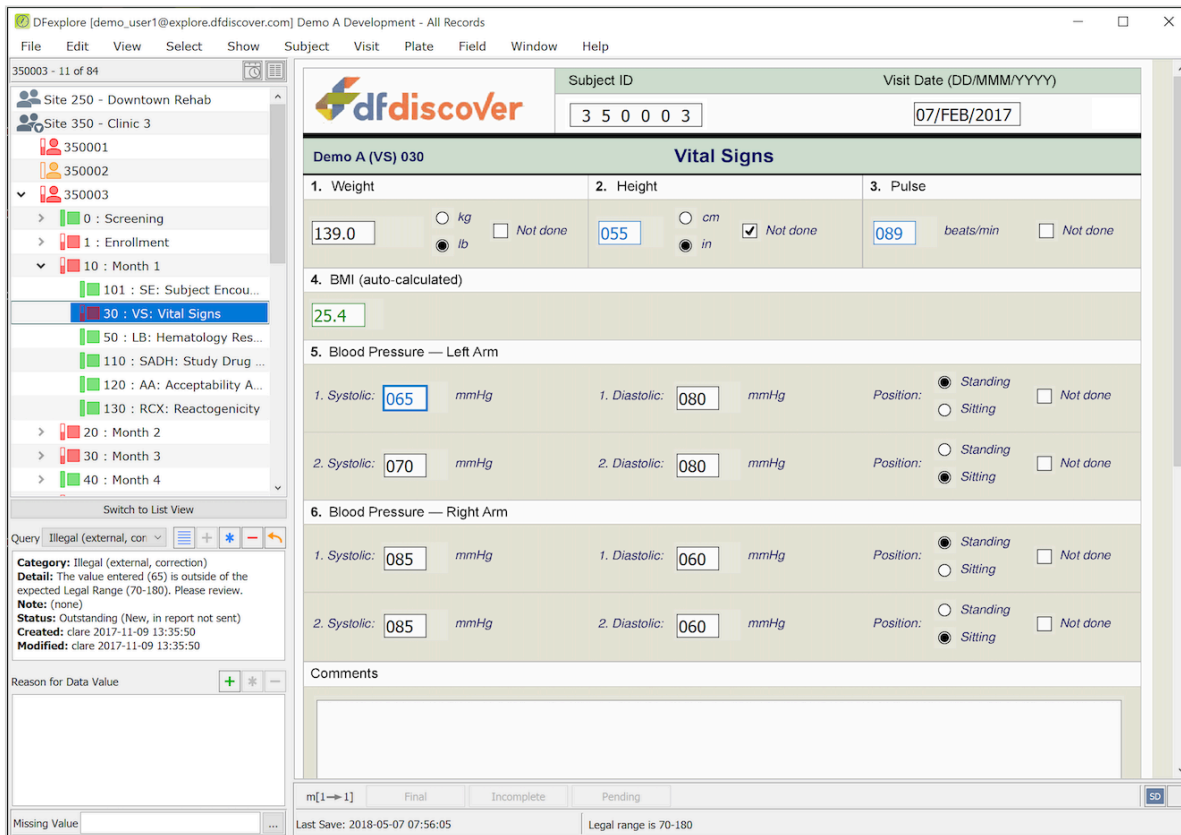 DFexplore [demo_user1@explore.dfdiscover.com] Demo A Development - All Records
File Edit View Select Show Subject Visit Plate Field Window Help
350003 - 11 of 84
Site 250 - Downtown Rehab
Site 350 - Clinic 3
350001
350002
350003
0 : Screening
1 : Enrollment
10 : Month 1
101 : SE: Subject Encou...
30 : VS: Vital Signs
50 : LB: Hematology Res...
110 : SADH: Study Drug ...
120 : AA: Acceptability A...
130 : RCX: Reactogenicity
20 : Month 2
30 : Month 3
40 : Month 4
Switch to List View
Query Illegal (external, cor
Category: Illegal (external, correction)
Detail: The value entered (65) is outside of the
expected Legal Range (70-180). Please review.
Note: (none)
Status: Outstanding (New, in report not sent)
Created: clare 2017-11-09 13:35:50
Modified: clare 2017-11-09 13:35:50
Reason for Data Value
Missing Value ...
dfdiscover
Subject ID Visit Date (DD/MMM/YYYY)
3 5 0 0 0 3 07/FEB/2017
Demo A (VS) 030 Vital Signs
1. Weight 2. Height 3. Pulse
139.0 kg lb Not done 055 cm in Not done 089 beats/min Not done
4. BMI (auto-calculated)
25.4
5. Blood Pressure — Left Arm
1. Systolic: 065 mmHg 1. Diastolic: 080 mmHg Position: Standing Sitting Not done
2. Systolic: 070 mmHg 2. Diastolic: 080 mmHg Position: Standing Sitting Not done
6. Blood Pressure — Right Arm
1. Systolic: 085 mmHg 1. Diastolic: 060 mmHg Position: Standing Sitting Not done
2. Systolic: 085 mmHg 2. Diastolic: 060 mmHg Position: Standing Sitting Not done
Comments
m[1→1] Final Incomplete Pending SD
Last Save: 2018-05-07 07:56:05 Legal range is 70-180